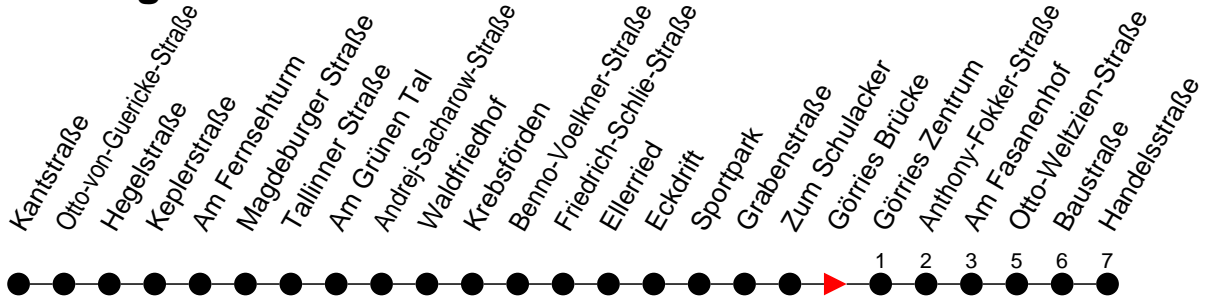 Kantstraße
Otto-von-Guericke-Straße
Hegelstraße
Keplerstraße
Am Fernsehturm
Magdeburger Straße
Tallinner Straße
Am Grünen Tal
Andrej-Sacharow-Straße
Waldfriedhof
Krebsförden
Benno-Voelkner-Straße
Friedrich-Schlie-Straße
Ellerried
Eckdrift
Sportpark
Grabenstraße
Zum Schulacker
Görries Brücke
Görries Zentrum
Anthony-Fokker-Straße
Am Fasanenhof
Otto-Weltzien-Straße
Baustraße
Handelsstraße
1 2 3 5 6 7